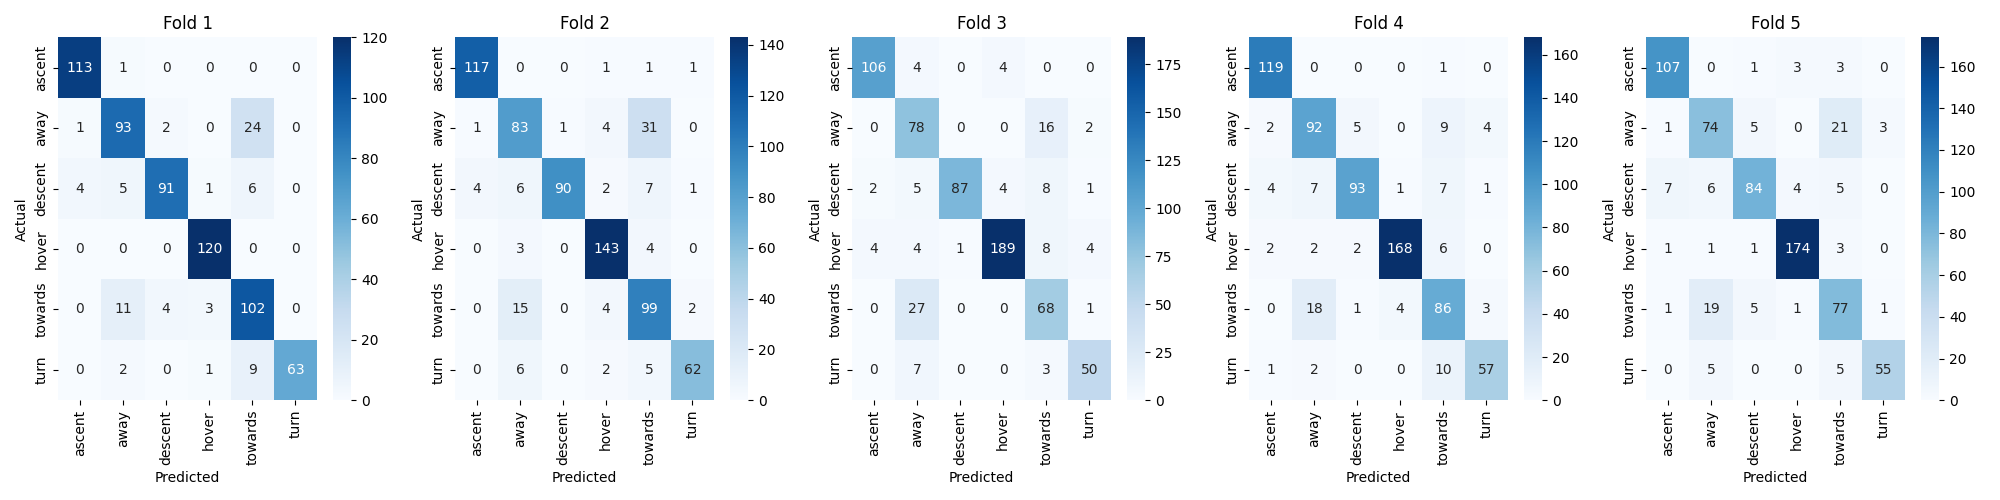 Fold 1
Actual
ascent 113 1 0 0 0 0
away 1 93 2 0 24 0
descent 4 5 91 1 6 0
hover 0 0 0 120 0 0
towards 0 11 4 3 102 0
turn 0 2 0 1 9 63
ascent away descent hover towards turn
Predicted
120
100
80
60
40
20
0
Fold 2
Actual
ascent 117 0 0 1 1 1
away 1 83 1 4 31 0
descent 4 6 90 2 7 1
hover 0 3 0 143 4 0
towards 0 15 0 4 99 2
turn 0 6 0 2 5 62
ascent away descent hover towards turn
Predicted
140
120
100
80
60
40
20
0
Fold 3
Actual
ascent 106 4 0 4 0 0
away 0 78 0 0 16 2
descent 2 5 87 4 8 1
hover 4 4 1 189 8 4
towards 0 27 0 0 68 1
turn 0 7 0 0 3 50
ascent away descent hover towards turn
Predicted
175
150
125
100
75
50
25
0
Fold 4
Actual
ascent 119 0 0 0 1 0
away 2 92 5 0 9 4
descent 4 7 93 1 7 1
hover 2 2 2 168 6 0
towards 0 18 1 4 86 3
turn 1 2 0 0 10 57
ascent away descent hover towards turn
Predicted
160
140
120
100
80
60
40
20
0
Fold 5
Actual
ascent 107 0 1 3 3 0
away 1 74 5 0 21 3
descent 7 6 84 4 5 0
hover 1 1 1 174 3 0
towards 1 19 5 1 77 1
turn 0 5 0 0 5 55
ascent away descent hover towards turn
Predicted
160
140
120
100
80
60
40
20
0